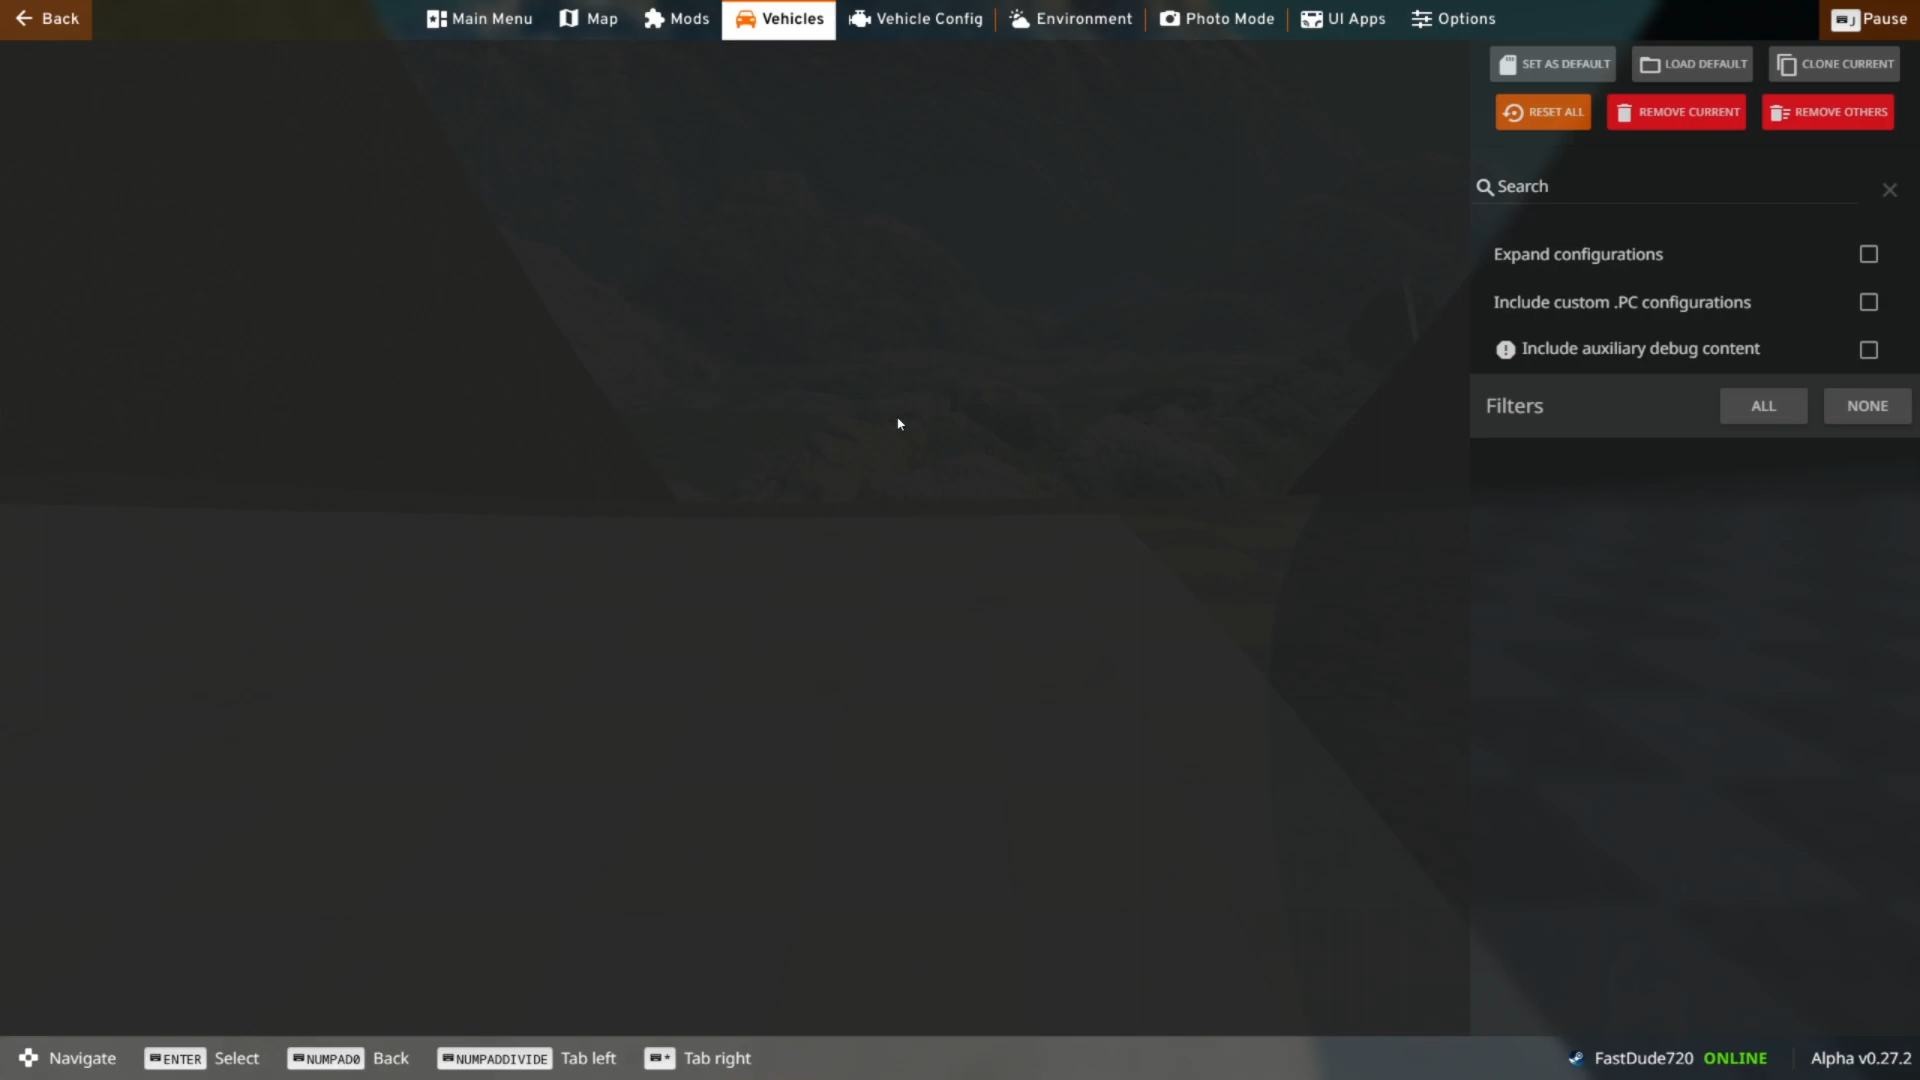 Back
Main Menu
Map
Mods
Vehicles
Vehicle Config
Environment
Photo Mode
UI Apps
Options
J Pause
SET AS DEFAULT
LOAD DEFAULT
CLONE CURRENT
RESET ALL
REMOVE CURRENT
REMOVE OTHERS
Search
Expand configurations
Include custom .PC configurations
Include auxiliary debug content
Filters
ALL
NONE
Navigate
ENTER Select
NUMPAD0 Back
NUMPADDIVIDE Tab left
* Tab right
FastDude720 ONLINE
Alpha v0.27.2